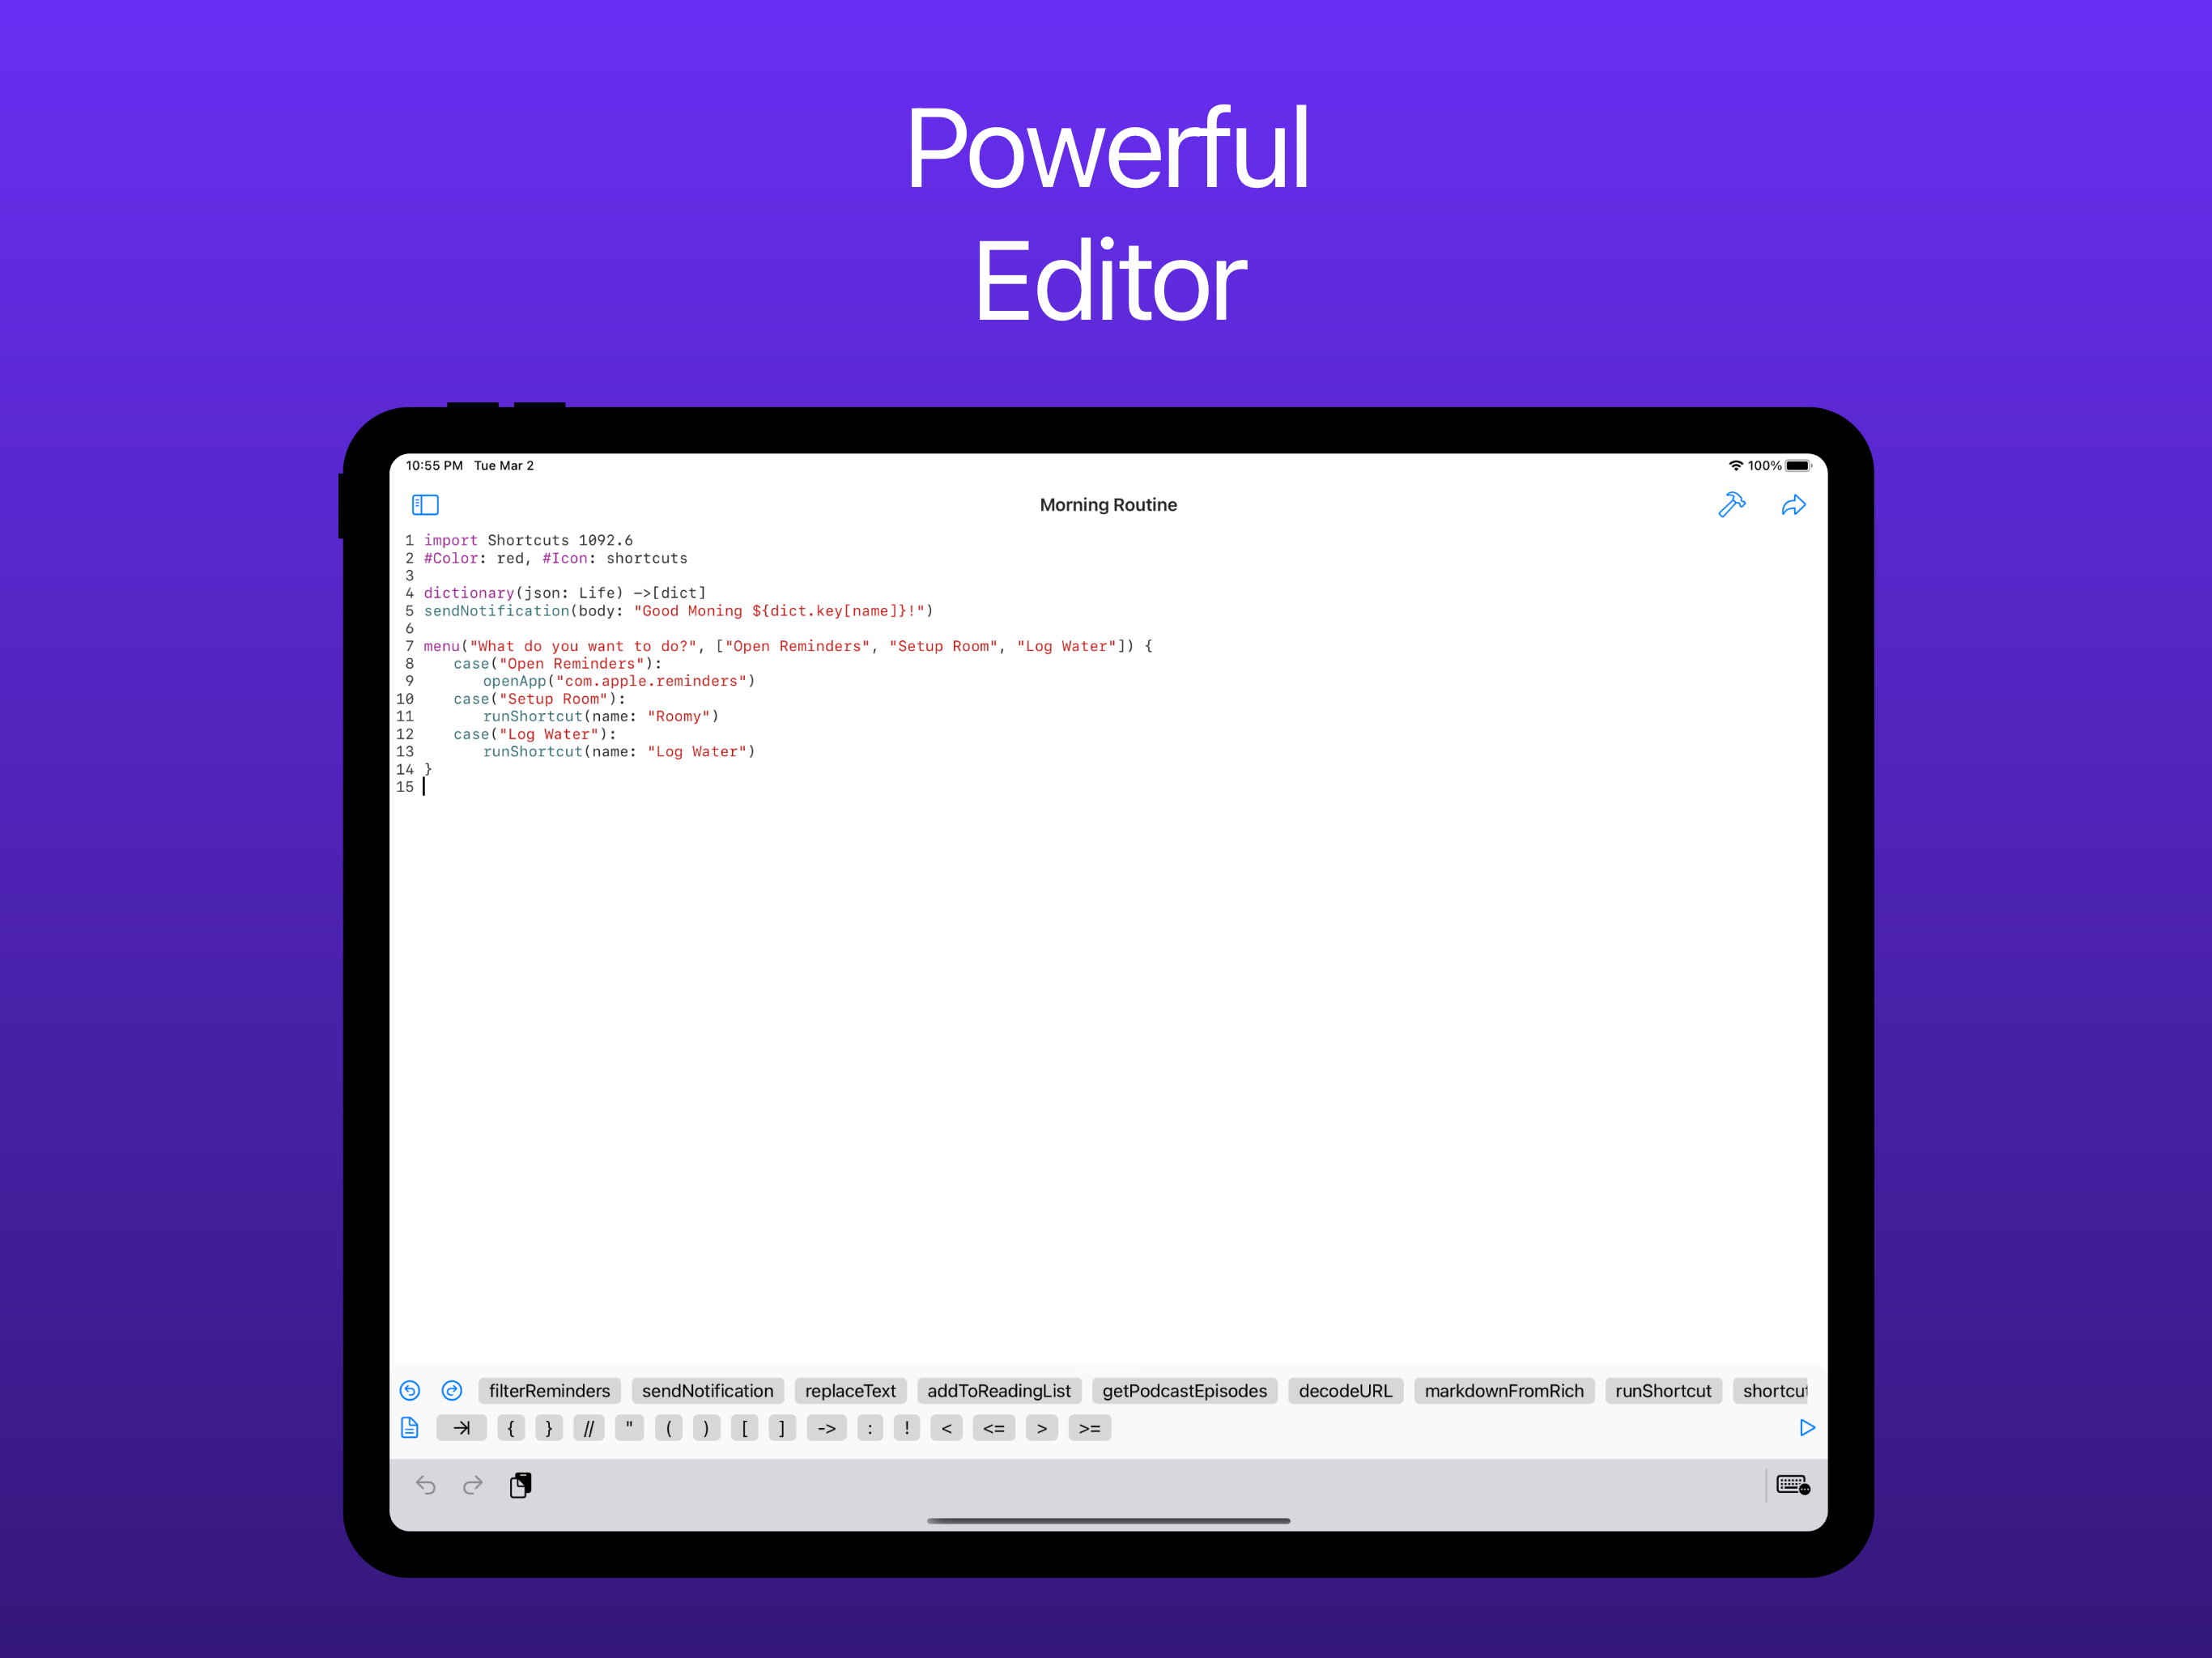 Powerful
Editor
10:55 PM Tue Mar 2 100%
Morning Routine
1 import Shortcuts 1092.6
2 #Color: red, #Icon: shortcuts
3
4 dictionary(json: Life) ->[dict]
5 sendNotification(body: "Good Moning ${dict.key[name]}!")
6
7 menu("What do you want to do?", ["Open Reminders", "Setup Room", "Log Water"]) {
8 case("Open Reminders"):
9 openApp("com.apple.reminders")
10 case("Setup Room"):
11 runShortcut(name: "Roomy")
12 case("Log Water"):
13 runShortcut(name: "Log Water")
14 }
15
filterReminders sendNotification replaceText addToReadingList getPodcastEpisodes decodeURL markdownFromRich runShortcut shortcut
{ } // " ( ) [ ] -> : ! < <= > >=